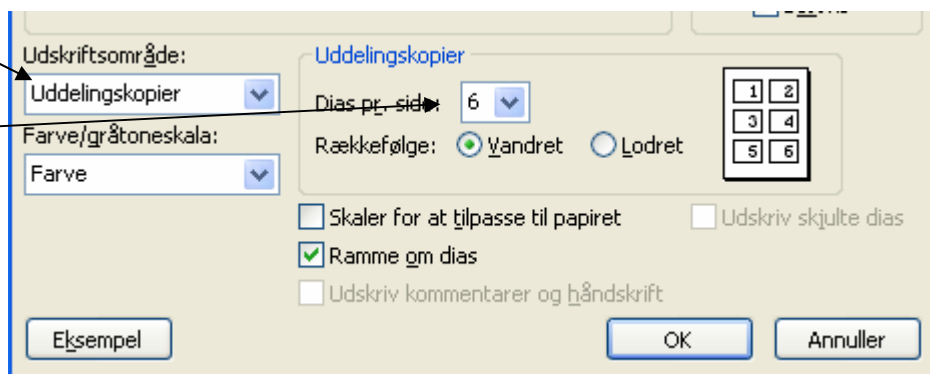 Udskriftsområde:
Uddelingskopier
Farve/gråtoneskala:
Farve
Uddelingskopier
Dias pr. side: 6
Rækkefølge: Vandret Lodret
1 2
3 4
5 6
Skaler for at tilpasse til papiret Udskriv skjulte dias
Ramme om dias
Udskriv kommentarer og håndskrift
Eksempel OK Annuller